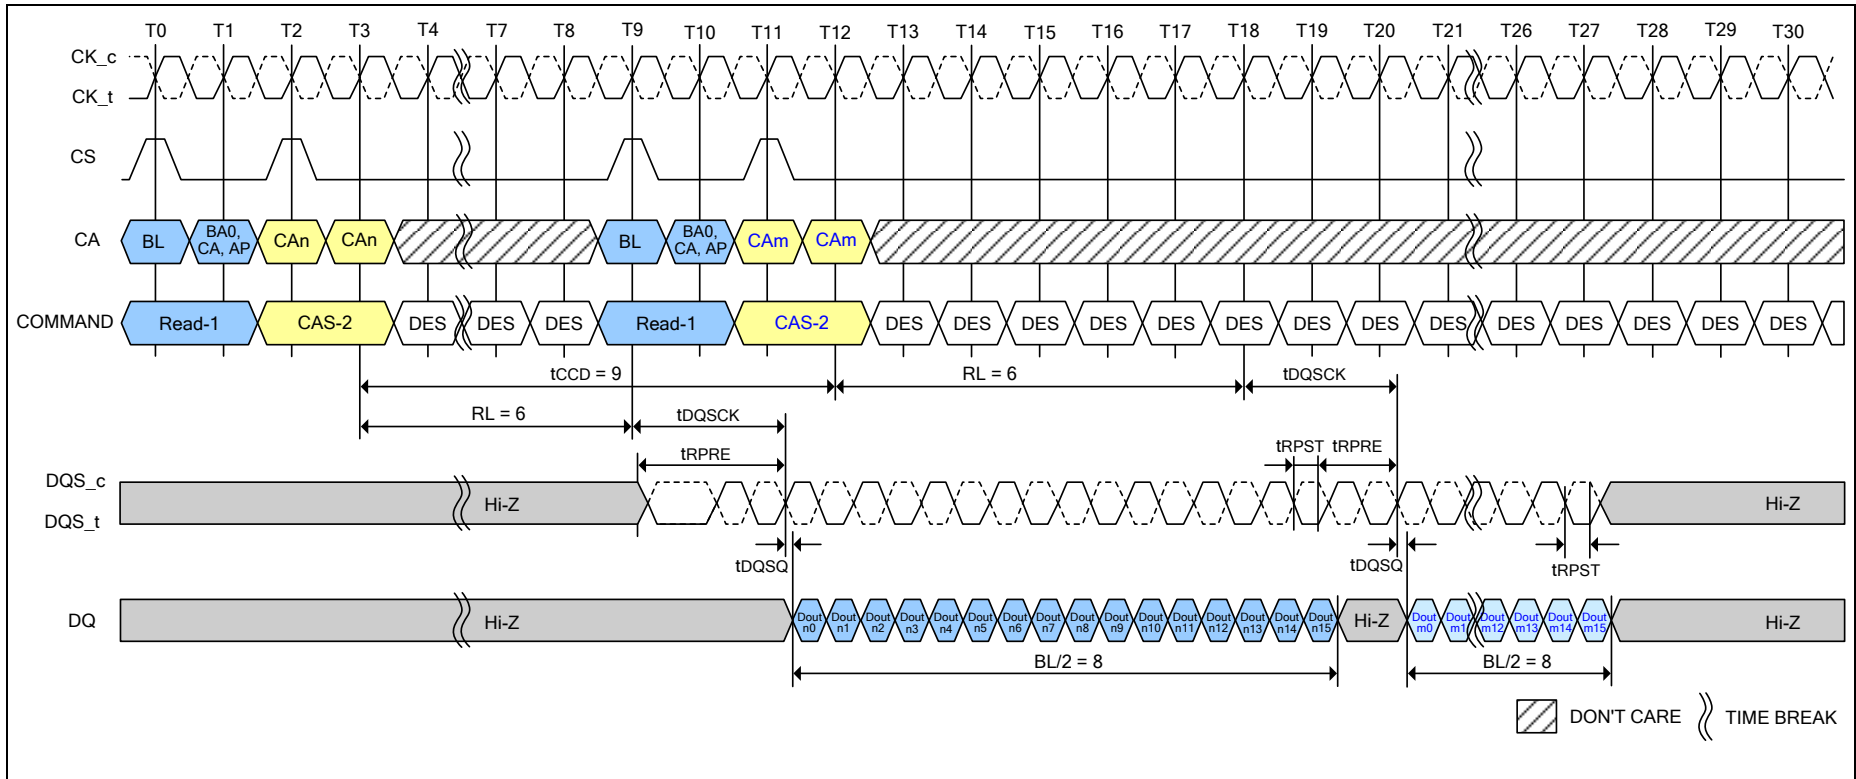 T0 T1 T2 T3 T4 T7 T8 T9 T10 T11 T12 T13 T14 T15 T16 T17 T18 T19 T20 T21 T26 T27 T28 T29 T30
CK_c
CK_t
CS
CA BL BA0, CA, AP CAn CAn BL BA0, CA, AP CAm CAm
COMMAND Read-1 CAS-2 DES DES DES Read-1 CAS-2 DES DES DES DES DES DES DES DES DES DES DES DES DES DES
tCCD = 9 RL = 6 tDQSCK
RL = 6 tDQSCK
tRPRE tRPST tRPRE
DQS_c
Hi-Z Hi-Z
DQS_t
tDQSQ tDQSQ tRPST
DQ Hi-Z Dout n0 Dout n1 Dout n2 Dout n3 Dout n4 Dout n5 Dout n6 Dout n7 Dout n8 Dout n9 Dout n10 Dout n11 Dout n12 Dout n13 Dout n14 Dout n15 Hi-Z Dout m0 Dout m1 Dout m12 Dout m13 Dout m14 Dout m15 Hi-Z
BL/2 = 8 BL/2 = 8
DON'T CARE TIME BREAK